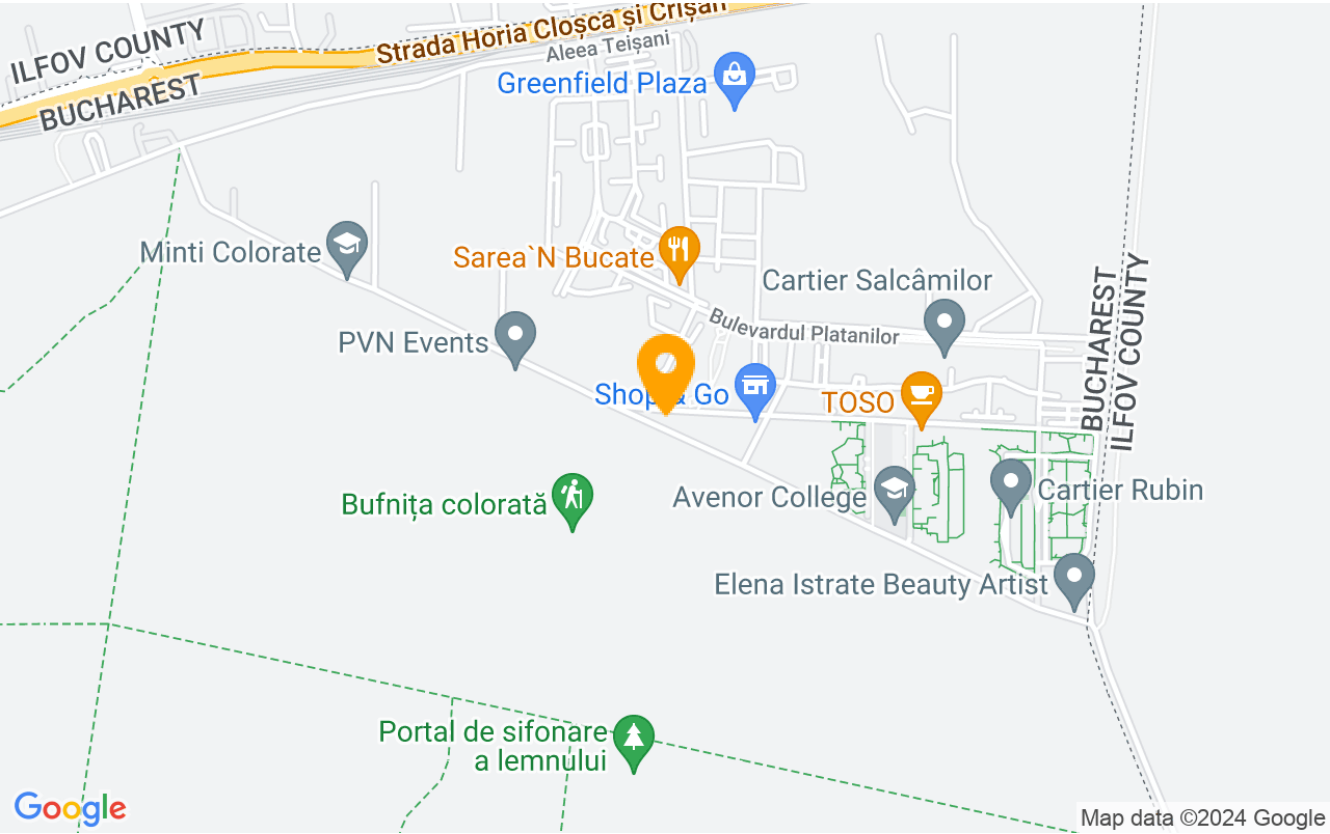 Strada Horia Cloșca și Crișan
ILFOV COUNTY
Aleea Teișani
BUCHAREST
Greenfield Plaza
Minti Colorate
Sarea`N Bucate
Cartier Salcâmilor
BUCHAREST
ILFOV COUNTY
Bulevardul Platanilor
PVN Events
Shop & Go
TOSO
Bufnița colorată
Avenor College
Cartier Rubin
Elena Istrate Beauty Artist
Portal de sifonare
a lemnului
Google
Map data ©2024 Google